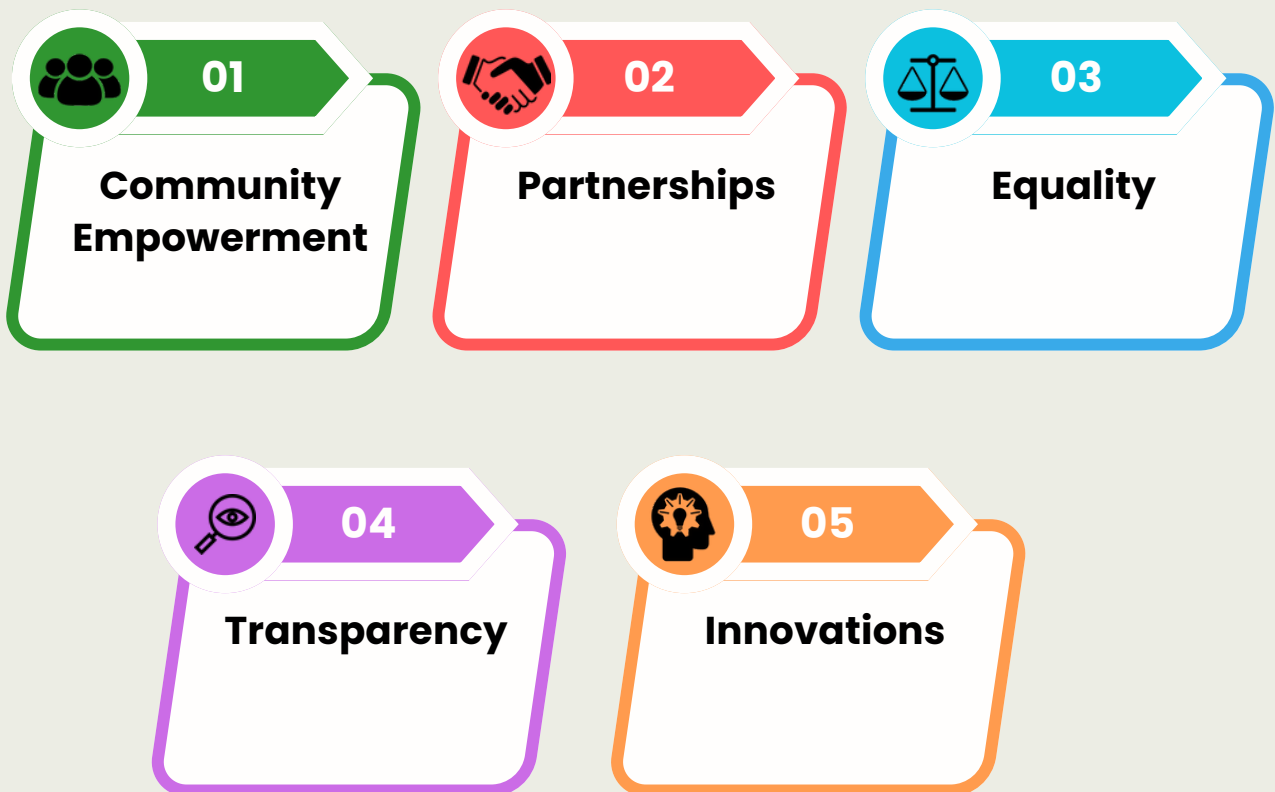 01
Community
Empowerment
02
Partnerships
03
Equality
04
Transparency
05
Innovations